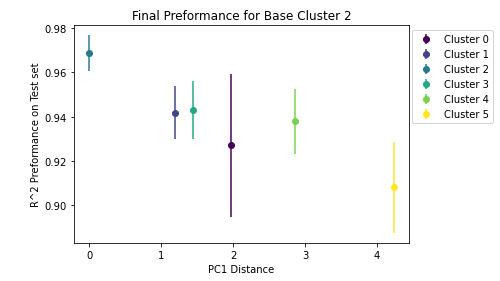 Final Preformance for Base Cluster 2
R^2 Preformance on Test set
0.98
0.96
0.94
0.92
0.90
0
1
2
3
4
PC1 Distance
Cluster 0
Cluster 1
Cluster 2
Cluster 3
Cluster 4
Cluster 5